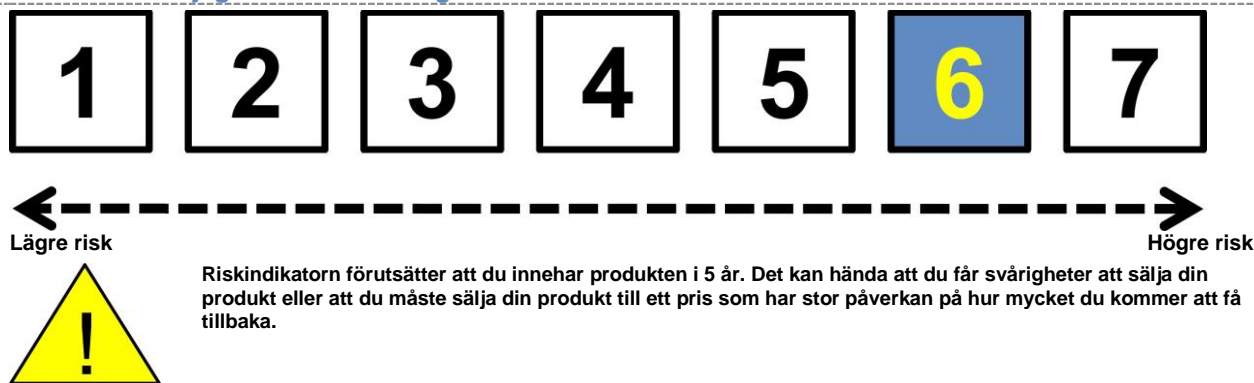 1 2 3 4 5 6 7
Lägre risk Högre risk
Riskindikatorn förutsätter att du innehar produkten i 5 år. Det kan hända att du får svårigheter att sälja din
produkt eller att du måste sälja din produkt till ett pris som har stor påverkan på hur mycket du kommer att få
tillbaka.
!